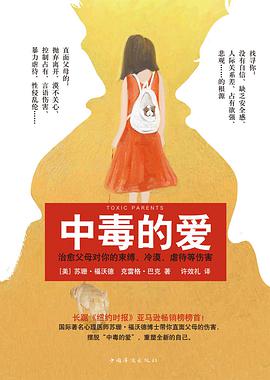 找寻你：
没有自信、缺乏安全感、
人际关系差、占有欲强、
悲观……的根源
直面父母的：
抛弃离开、漠不关心、
控制占有、言语伤害、
暴力虐待、性侵乱伦……
TOXIC PARENTS
中毒的爱
治愈父母对你的束缚、冷漠、虐待等伤害
[美] 苏珊·福沃德 克雷格·巴克 著 许效礼 译
长踞《纽约时报》亚马逊畅销榜榜首！
国际著名心理医师苏珊·福沃德博士带你直面父母的伤害，
摆脱“中毒的爱”，重塑全新的自己。